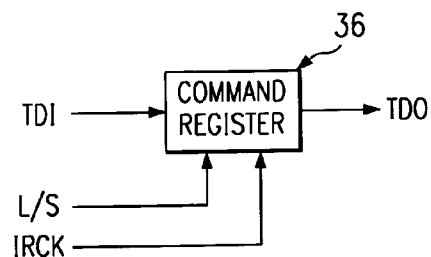 36
COMMAND
REGISTER
TDI
TDO
L/S
IRCK